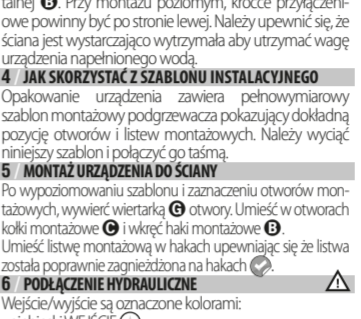 talnej B. Przy montażu poziomym, króćce przyłączeni-
owe powinny być po stronie lewej. Należy upewnić się, że
ściana jest wystarczająco wytrzymała aby utrzymać wagę
urządzenia napełnionego wodą.
4 / JAK SKORZYSTAĆ Z SZABLONU INSTALACYJNEGO
Opakowanie urządzenia zawiera pełnowymiarowy
szablon montażowy podgrzewacza pokazujący dokładną
pozycję otworów i listew montażowych. Należy wyciąć
niniejszy szablon i połączyć go taśmą.
5 / MONTAŻ URZĄDZENIA DO ŚCIANY
Po wypoziomowaniu szablonu i zaznaczeniu otworów mon-
tażowych, wywierć wiertarką G otwory. Umieść w otworach
kołki montażowe C i wkręć haki montażowe B.
Umieść listwę montażową w hakach upewniając się że listwa
została poprawnie zagnieżdżona na hakach
6 / PODŁĄCZENIE HYDRAULICZNE
Wejście/wyjście są oznaczone kolorami:
WEJŚCIE